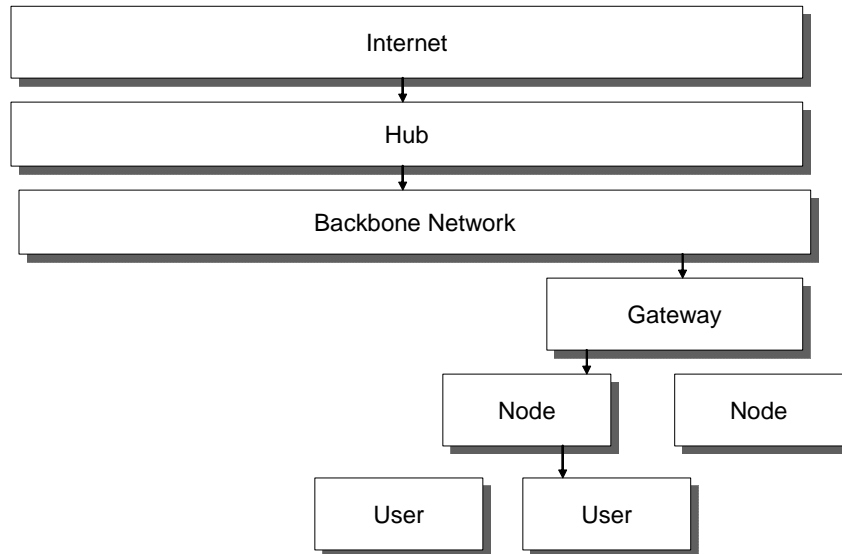 Internet
Hub
Backbone Network
Gateway
Node
Node
User
User